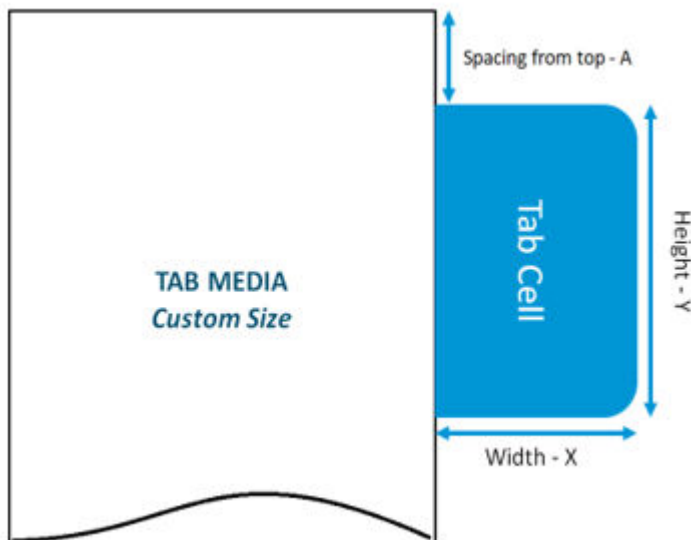 Spacing from top - A
TAB MEDIA
Custom Size
Tab Cell
Height - Y
Width - X